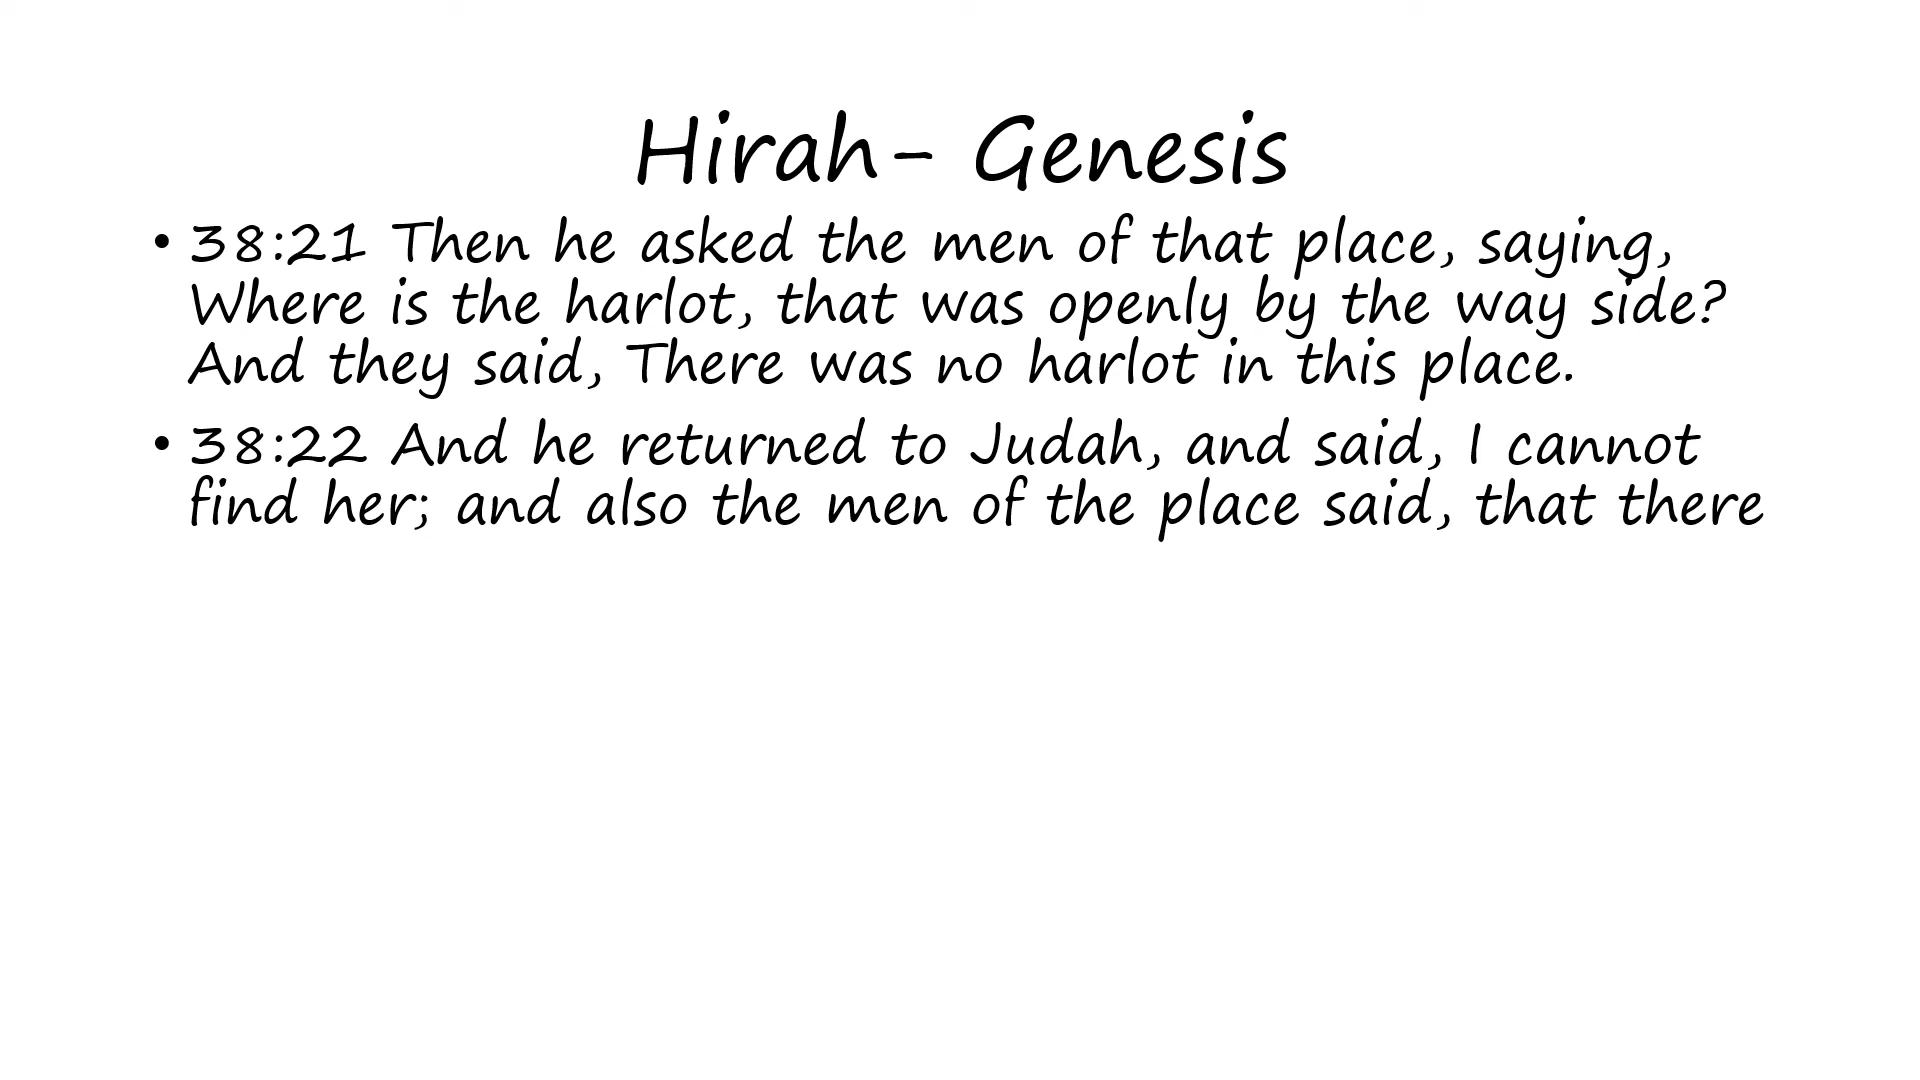 Hirah- Genesis
• 38:21 Then he asked the men of that place, saying,
Where is the harlot, that was openly by the way side?
And they said, There was no harlot in this place.
• 38:22 And he returned to Judah, and said, I cannot
find her; and also the men of the place said, that there